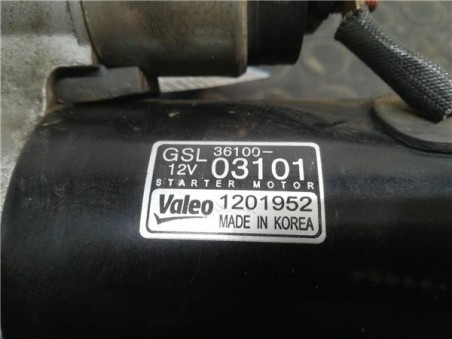 GSL 36100-
12V 03101
STARTER MOTOR
Valeo 1201952
MADE IN KOREA